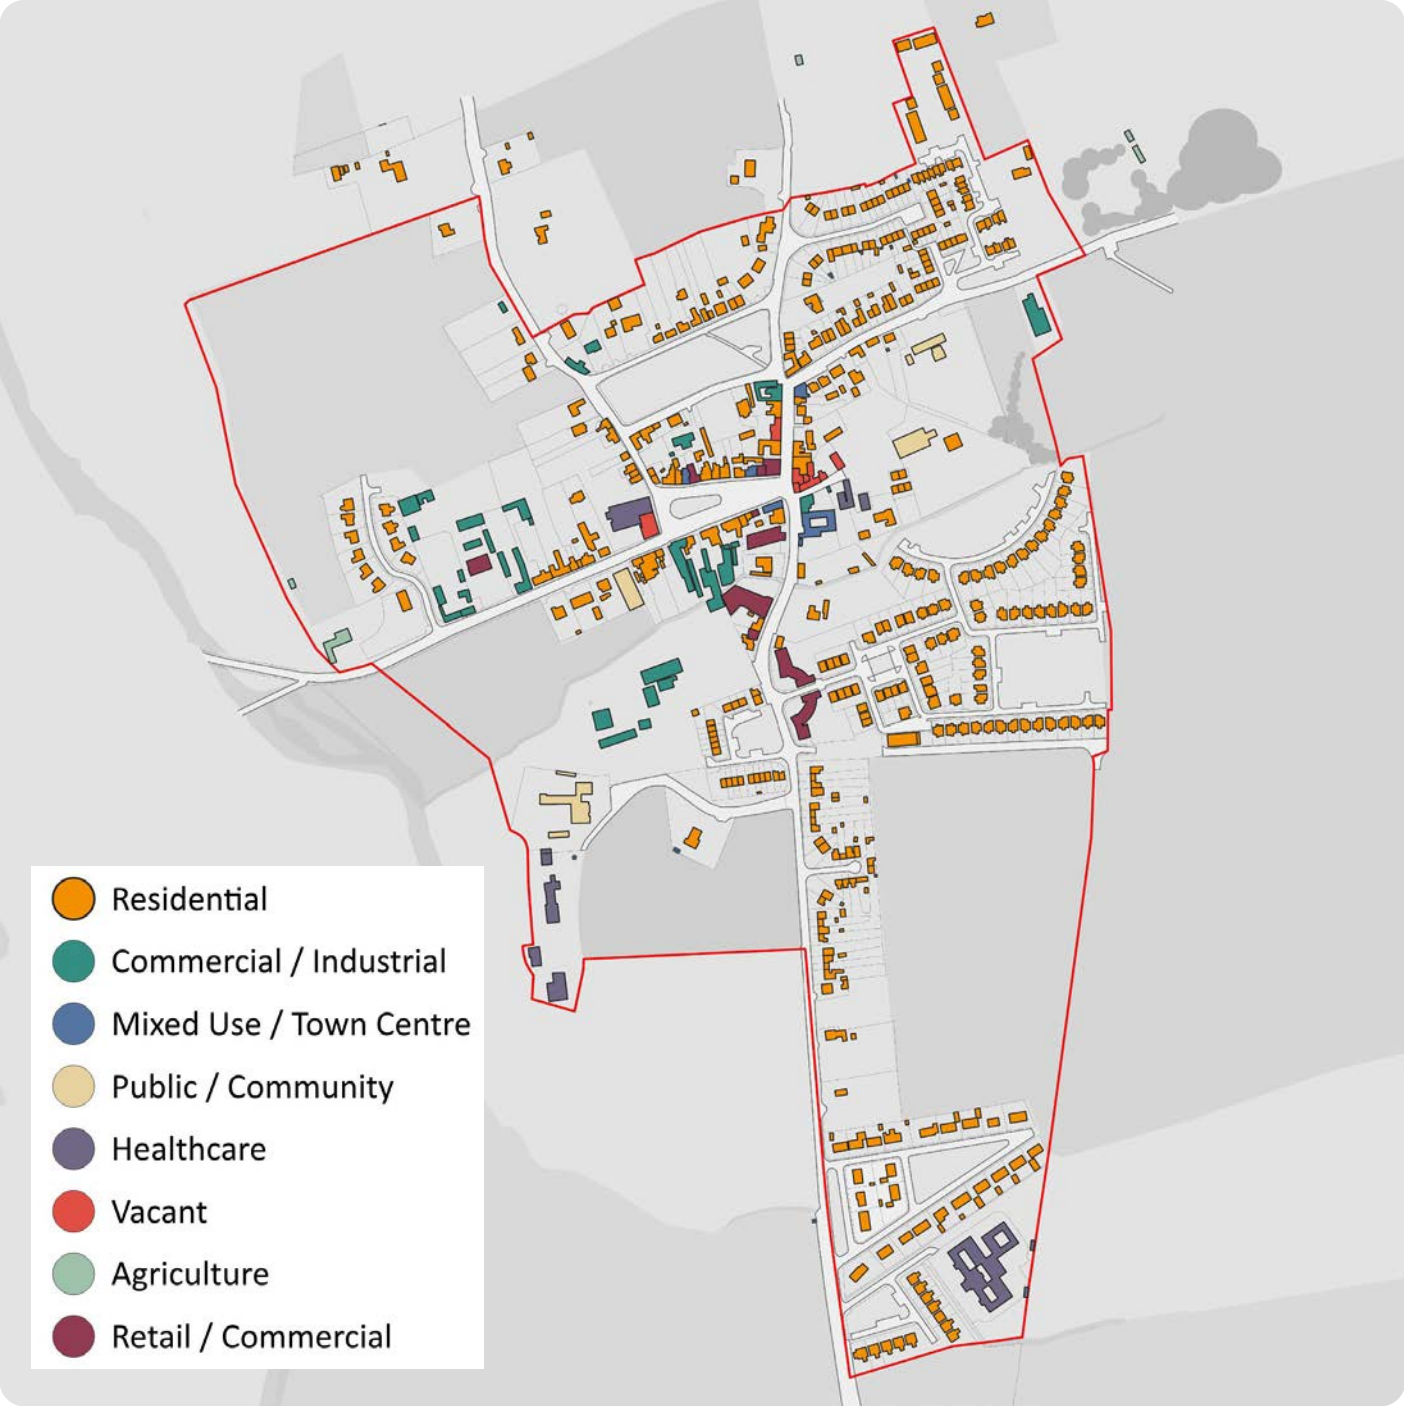 Residential
Commercial / Industrial
Mixed Use / Town Centre
Public / Community
Healthcare
Vacant
Agriculture
Retail / Commercial